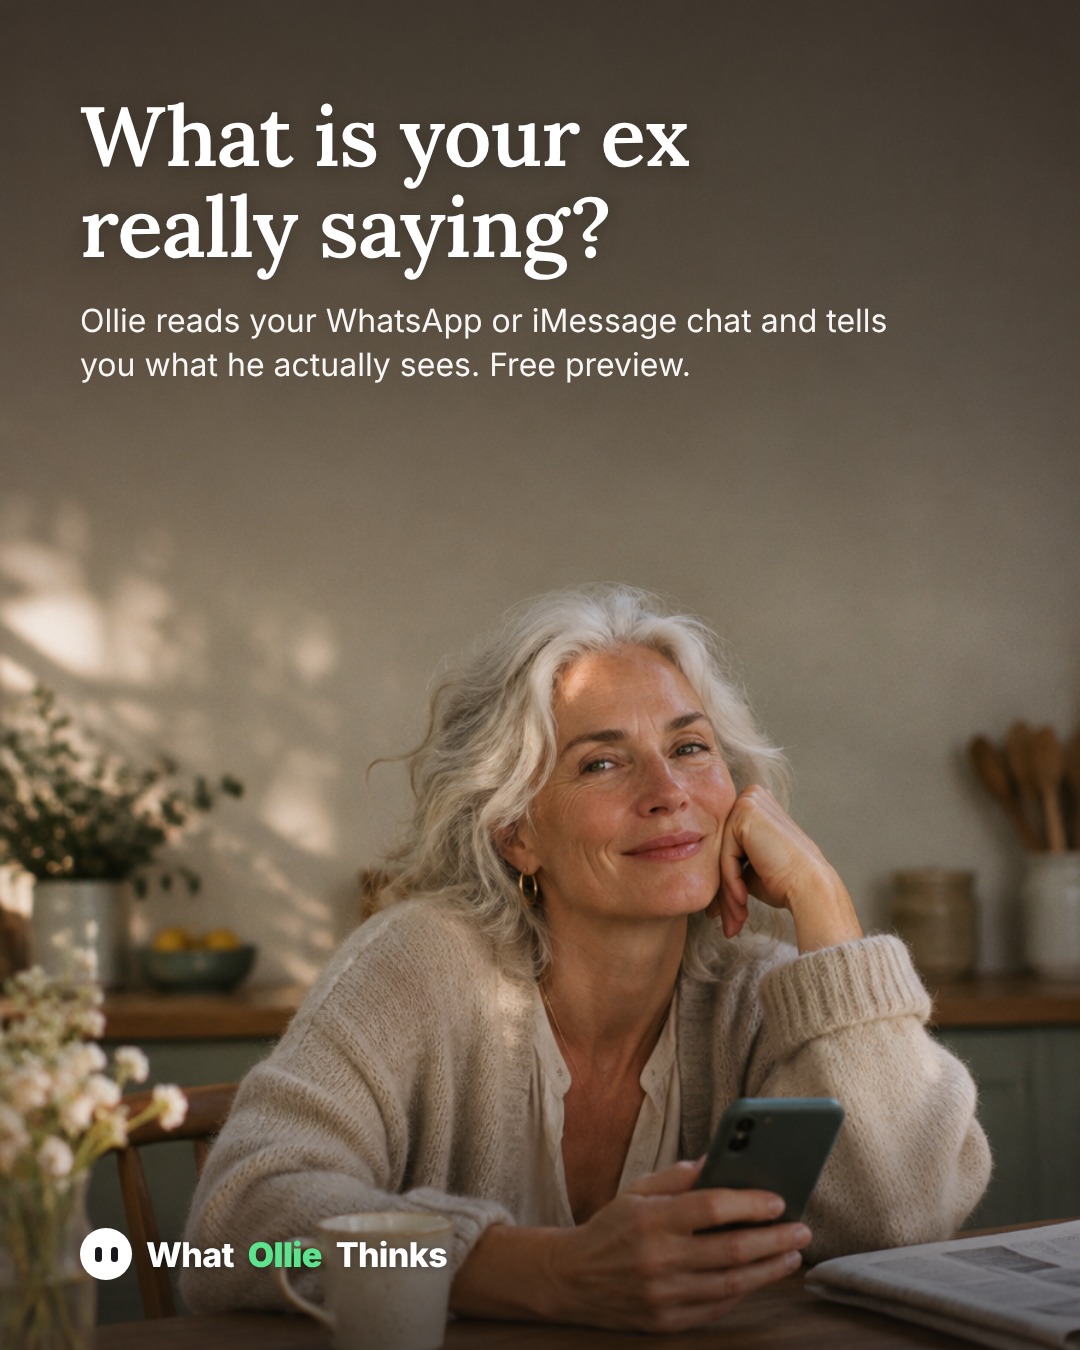 What is your ex
really saying?
Ollie reads your WhatsApp or iMessage chat and tells
you what he actually sees. Free preview.
What Ollie Thinks